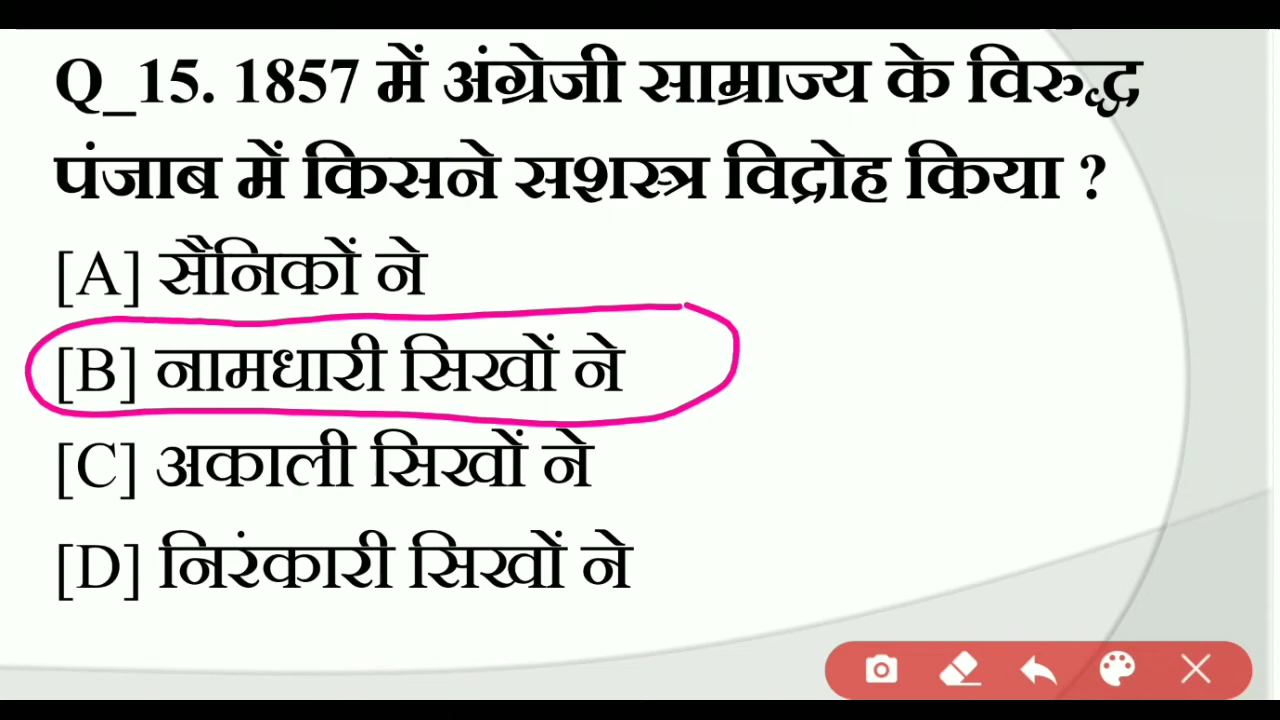 Q_15. 1857 में अंग्रेजी साम्राज्य के विरुद्ध
पंजाब में किसने सशस्त्र विद्रोह किया ?
[A] सैनिकों ने
[B] नामधारी सिखों ने
[C] अकाली सिखों ने
[D] निरंकारी सिखों ने